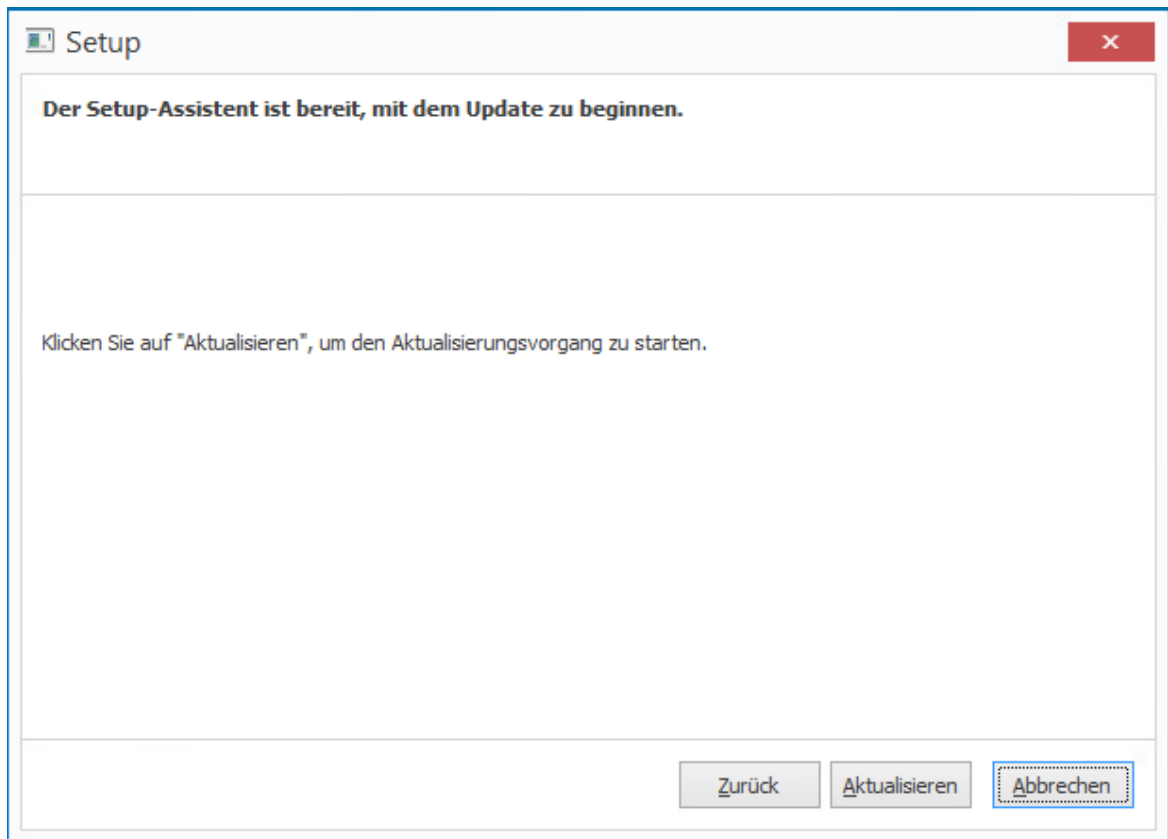 Setup
Der Setup-Assistent ist bereit, mit dem Update zu beginnen.
Klicken Sie auf "Aktualisieren", um den Aktualisierungsvorgang zu starten.
Zurück Aktualisieren Abbrechen